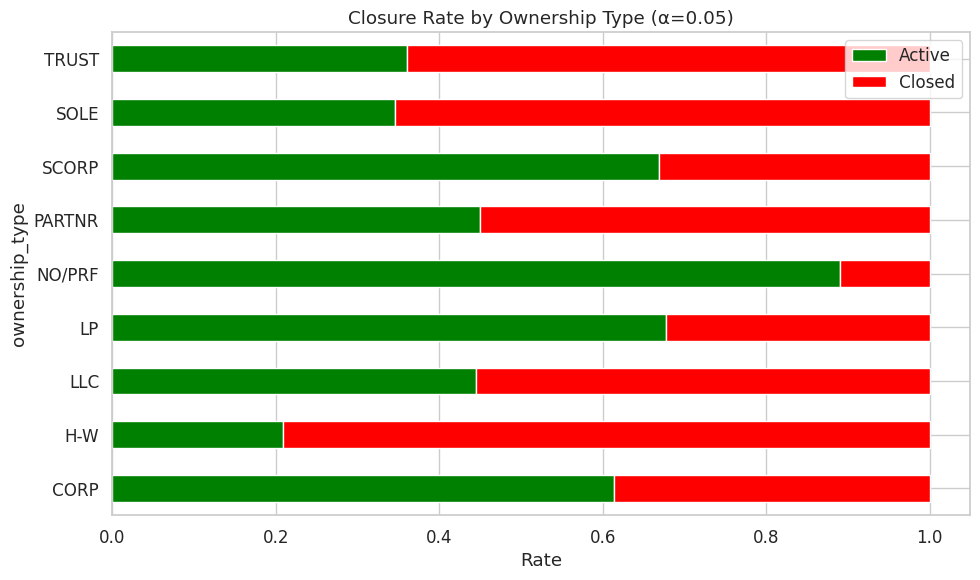 Closure Rate by Ownership Type (α=0.05)
Active
Closed
ownership_type
TRUST
SOLE
SCORP
PARTNR
NO/PRF
LP
LLC
H-W
CORP
0.0 0.2 0.4 0.6 0.8 1.0
Rate